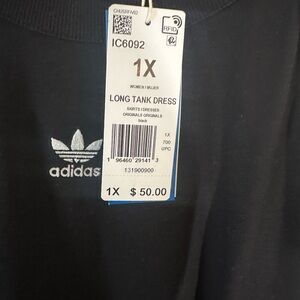 RFID
IC6092
1X
WOMEN / MUJER
LONG TANK DRESS
SKIRTS / DRESSES
ORIGINALS ORIGINALS
black
1X
700
UPC
1 96460 29141 3
131900900
1X $ 50.00
adidas